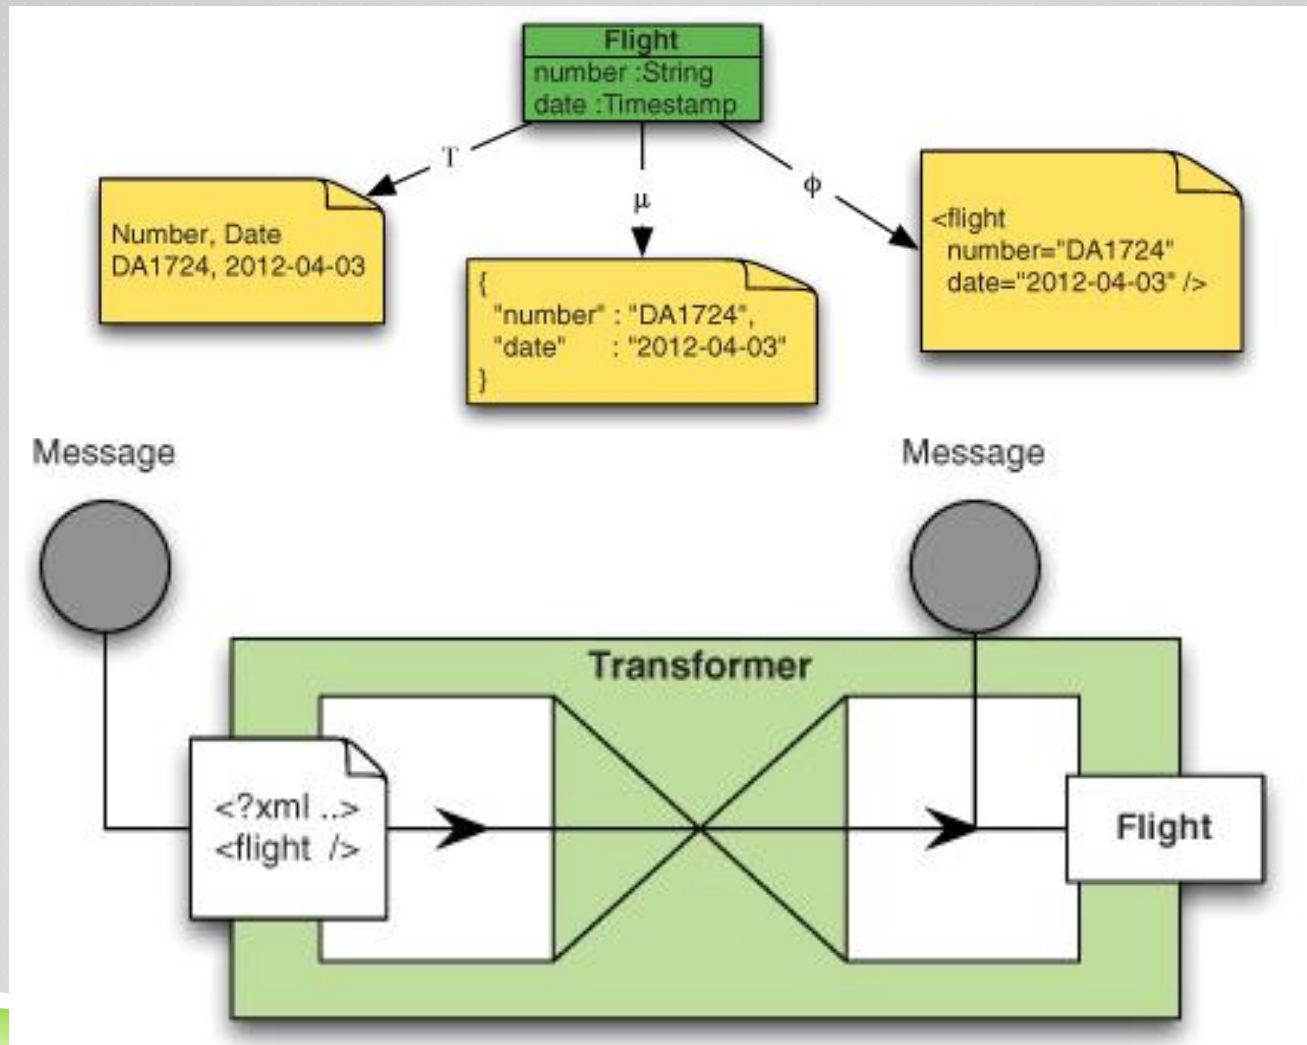 Flight
number :String
date :Timestamp
T
μ
ϕ
Number, Date
DA1724, 2012-04-03
{
"number" : "DA1724",
"date" : "2012-04-03"
}
<flight
number="DA1724"
date="2012-04-03" />
Message
Message
Transformer
<?xml ..>
<flight />
Flight